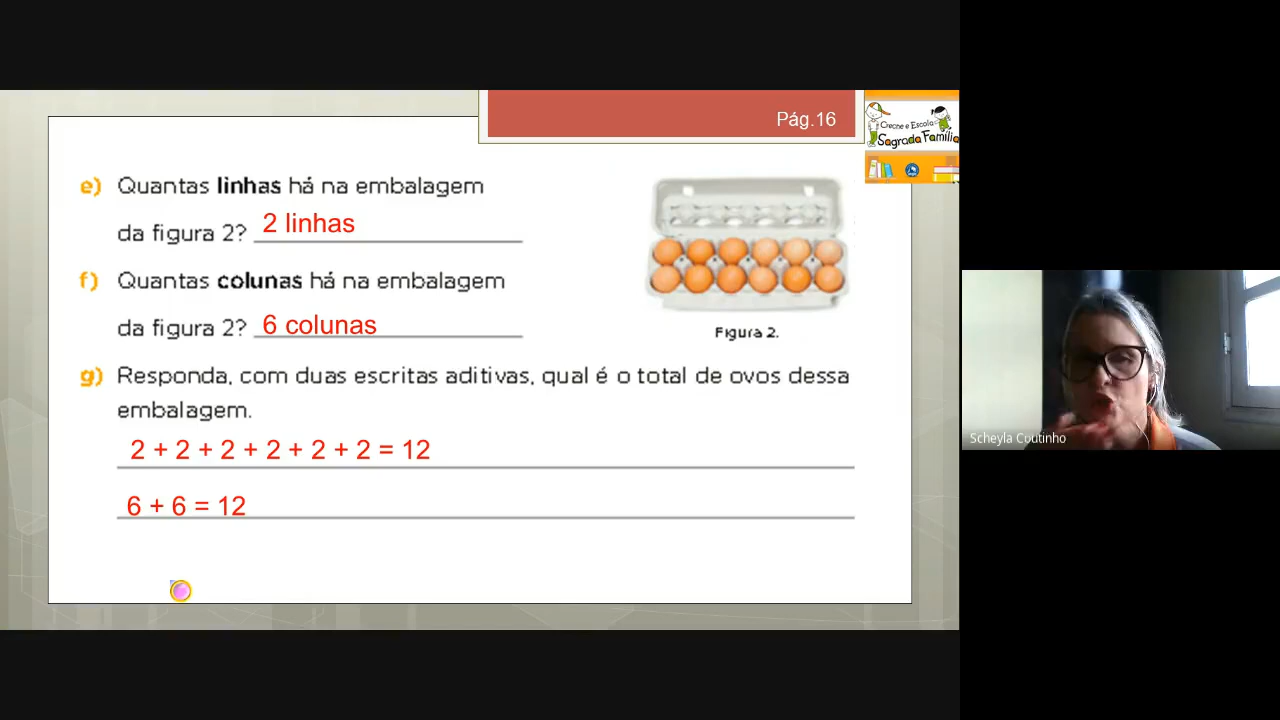 Pág.16
Creche e Escola
Sagrada Família
e) Quantas linhas há na embalagem
da figura 2? 2 linhas
f) Quantas colunas há na embalagem
da figura 2? 6 colunas
Figura 2.
g) Responda, com duas escritas aditivas, qual é o total de ovos dessa
embalagem.
2 + 2 + 2 + 2 + 2 + 2 = 12
6 + 6 = 12
Scheyla Coutinho